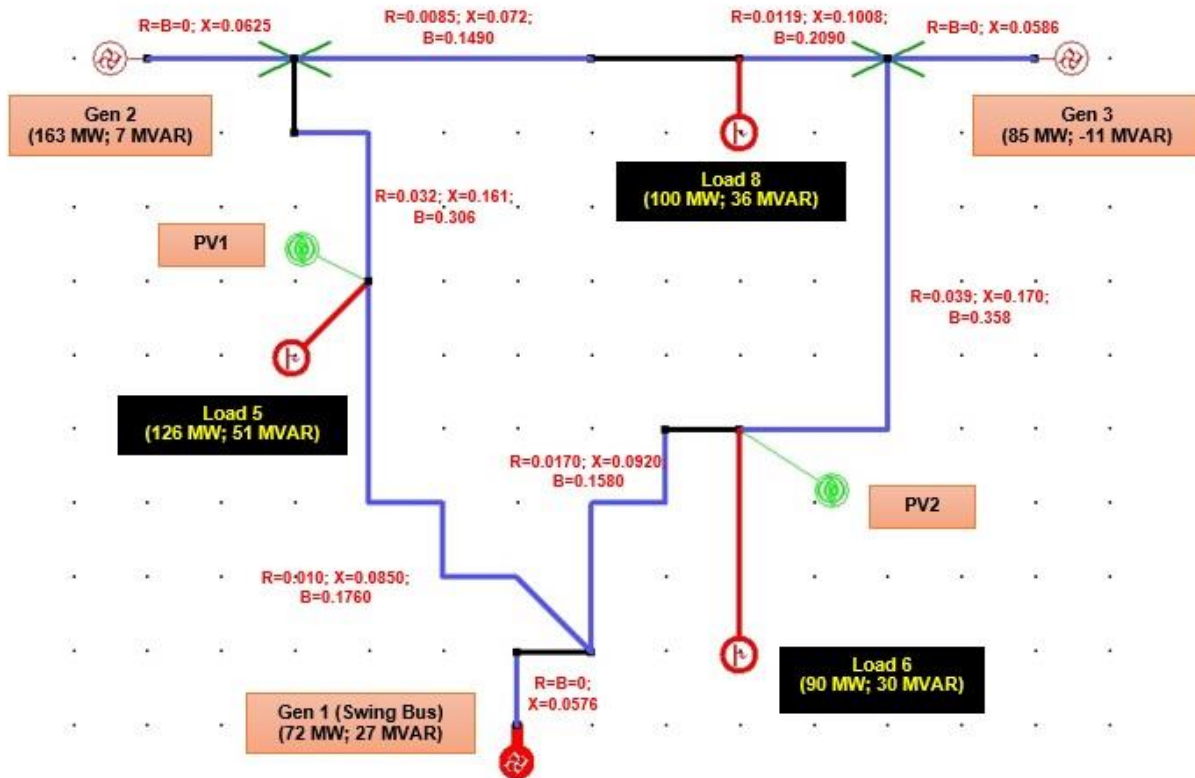 R=B=0; X=0.0625
R=0.0085; X=0.072;
B=0.1490
R=0.0119; X=0.1008;
B=0.2090
R=B=0; X=0.0586
Gen 2
(163 MW; 7 MVAR)
Gen 3
(85 MW; -11 MVAR)
Load 8
(100 MW; 36 MVAR)
R=0.032; X=0.161;
B=0.306
PV1
R=0.039; X=0.170;
B=0.358
Load 5
(126 MW; 51 MVAR)
R=0.0170; X=0.0920;
B=0.1580
PV2
R=0.010; X=0.0850;
B=0.1760
Load 6
(90 MW; 30 MVAR)
R=B=0;
X=0.0576
Gen 1 (Swing Bus)
(72 MW; 27 MVAR)